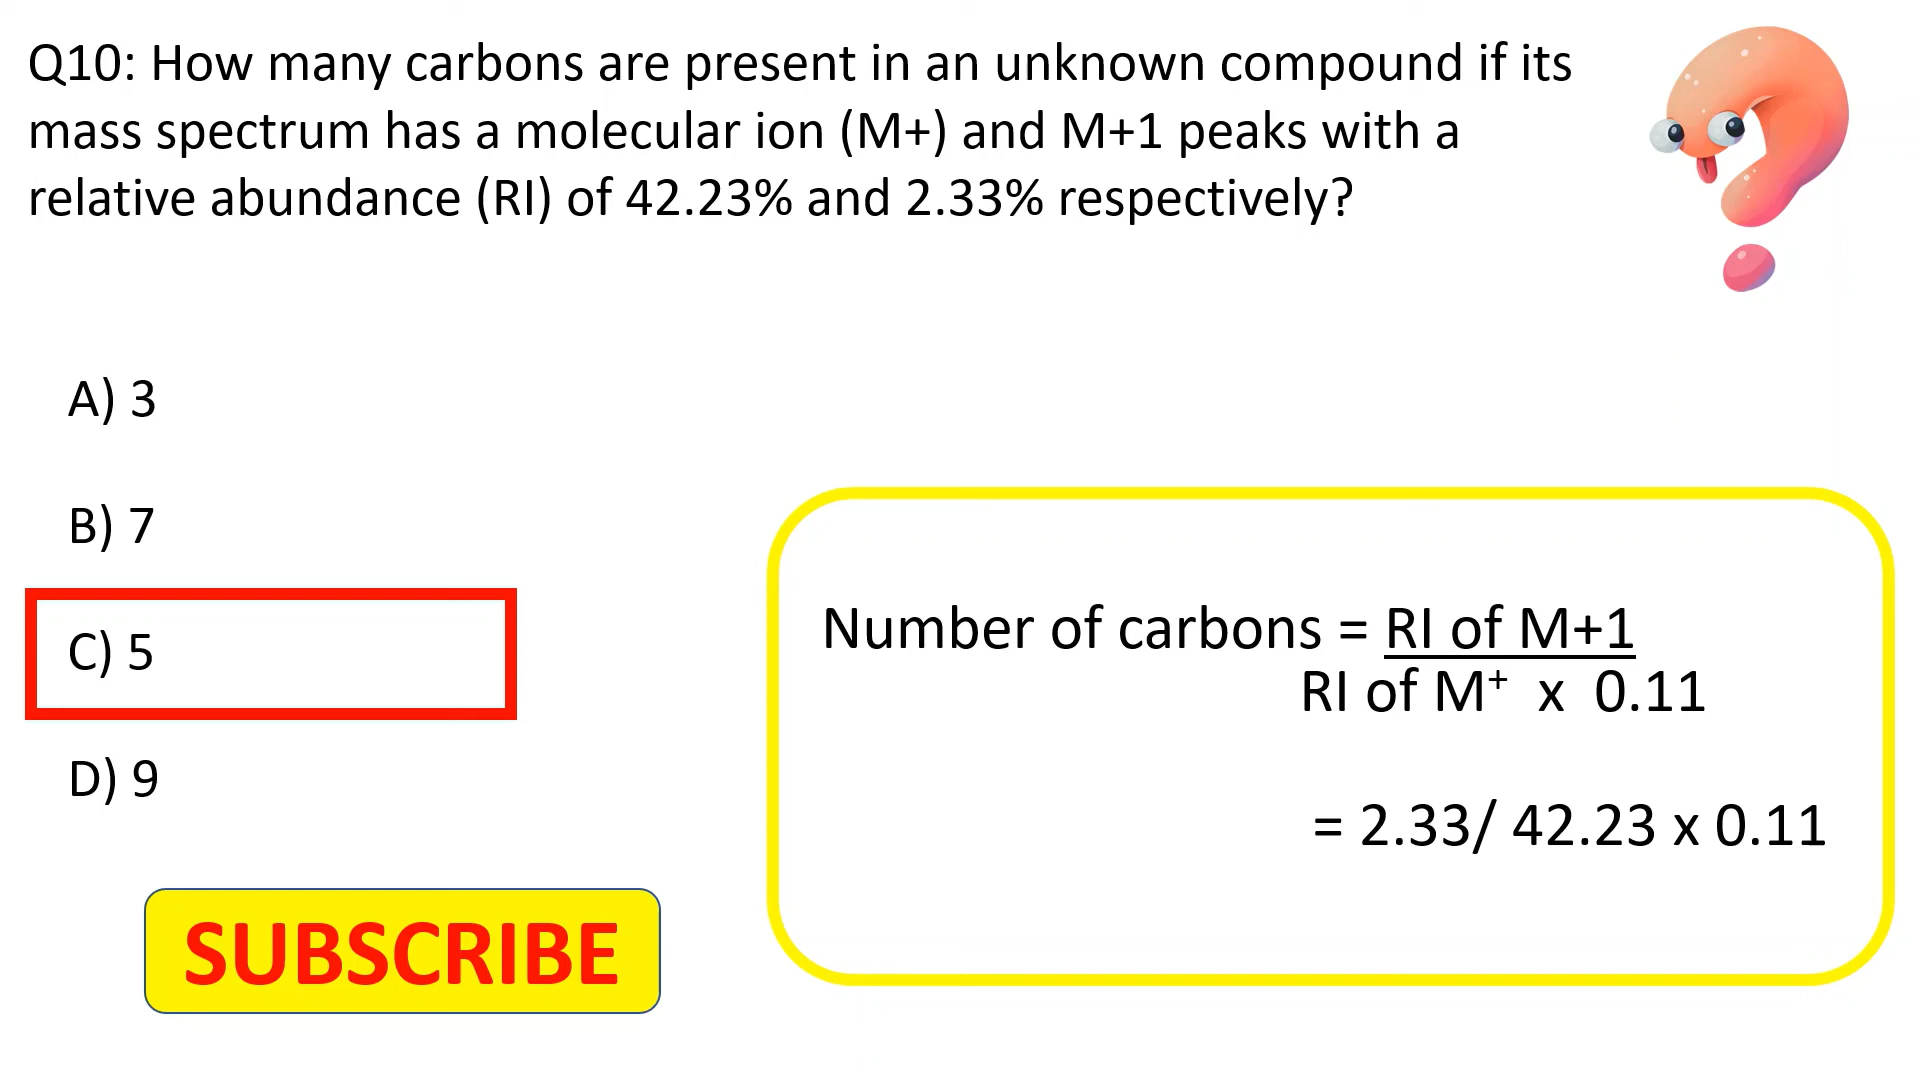 Q10: How many carbons are present in an unknown compound if its
mass spectrum has a molecular ion (M+) and M+1 peaks with a
relative abundance (RI) of 42.23% and 2.33% respectively?
A) 3
B) 7
C) 5
D) 9
Number of carbons = RI of M+1
RI of M⁺ x 0.11
= 2.33/ 42.23 x 0.11
SUBSCRIBE